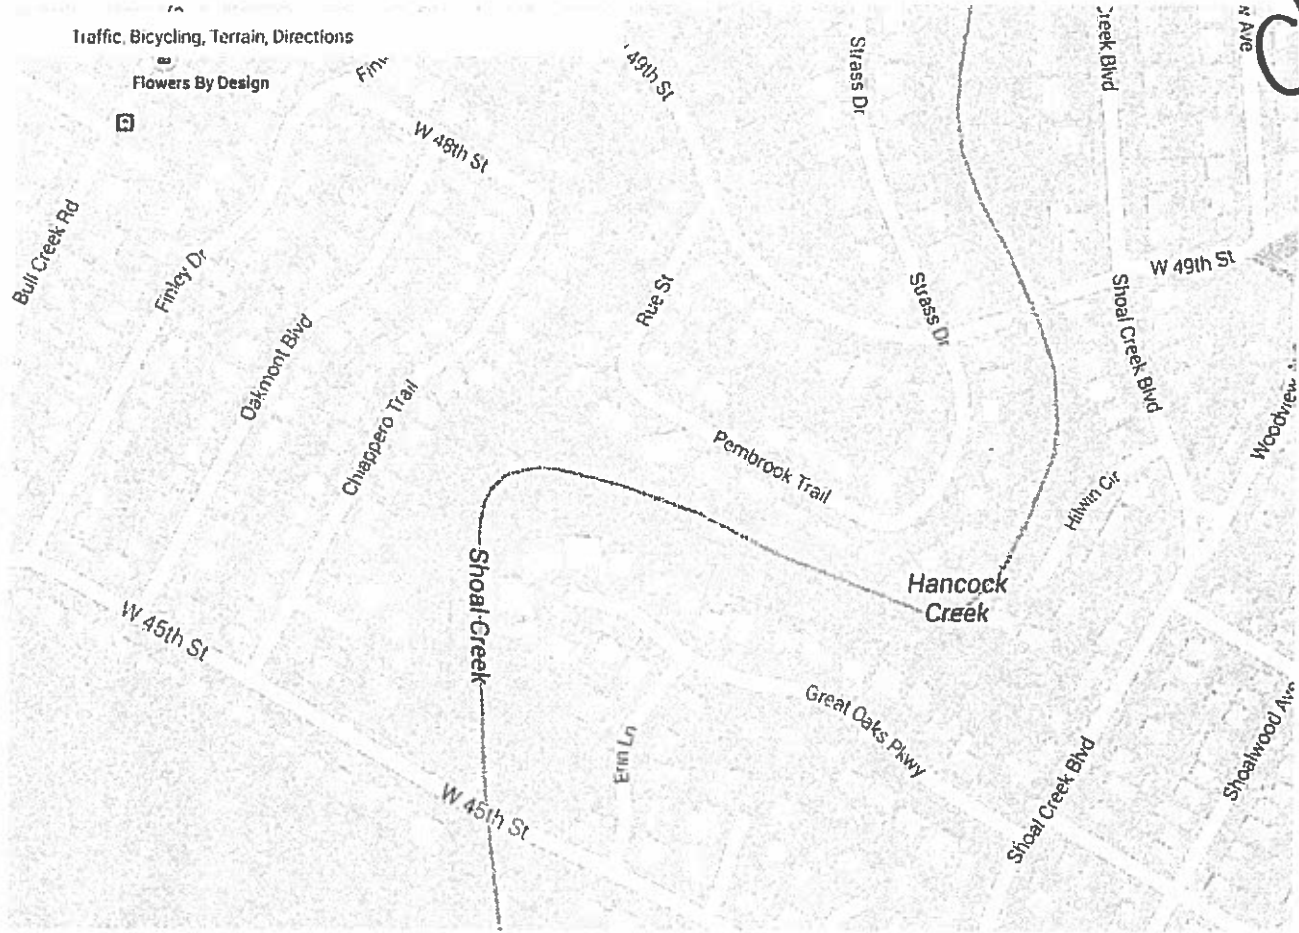 Traffic, Bicycling, Terrain, Directions
Flowers By Design
W 48th St
49th St
Strass Dr
Creek Blvd
Ave
Bull Creek Rd
Finley Dr
Oakmont Blvd
Chiappero Trail
Rue St
Strass Dr
W 49th St
Shoal Creek Blvd
Woodview
Pembrook Trail
Hilwin Cir
Shoal Creek
Hancock
Creek
W 45th St
Great Oaks Pkwy
Erin Ln
W 45th St
Shoal Creek Blvd
Shoalwood Ave